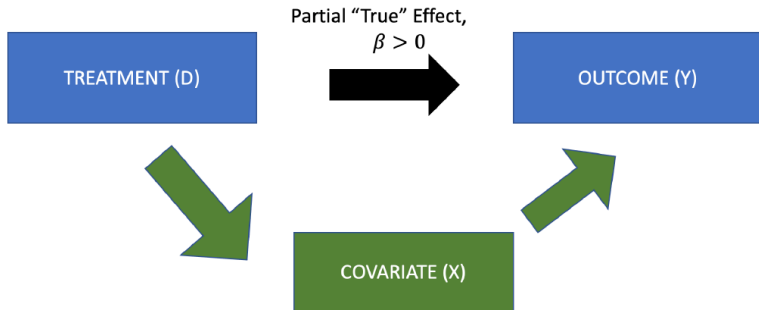 Partial “True” Effect,
𝛽 > 0
TREATMENT (D)
OUTCOME (Y)
COVARIATE (X)